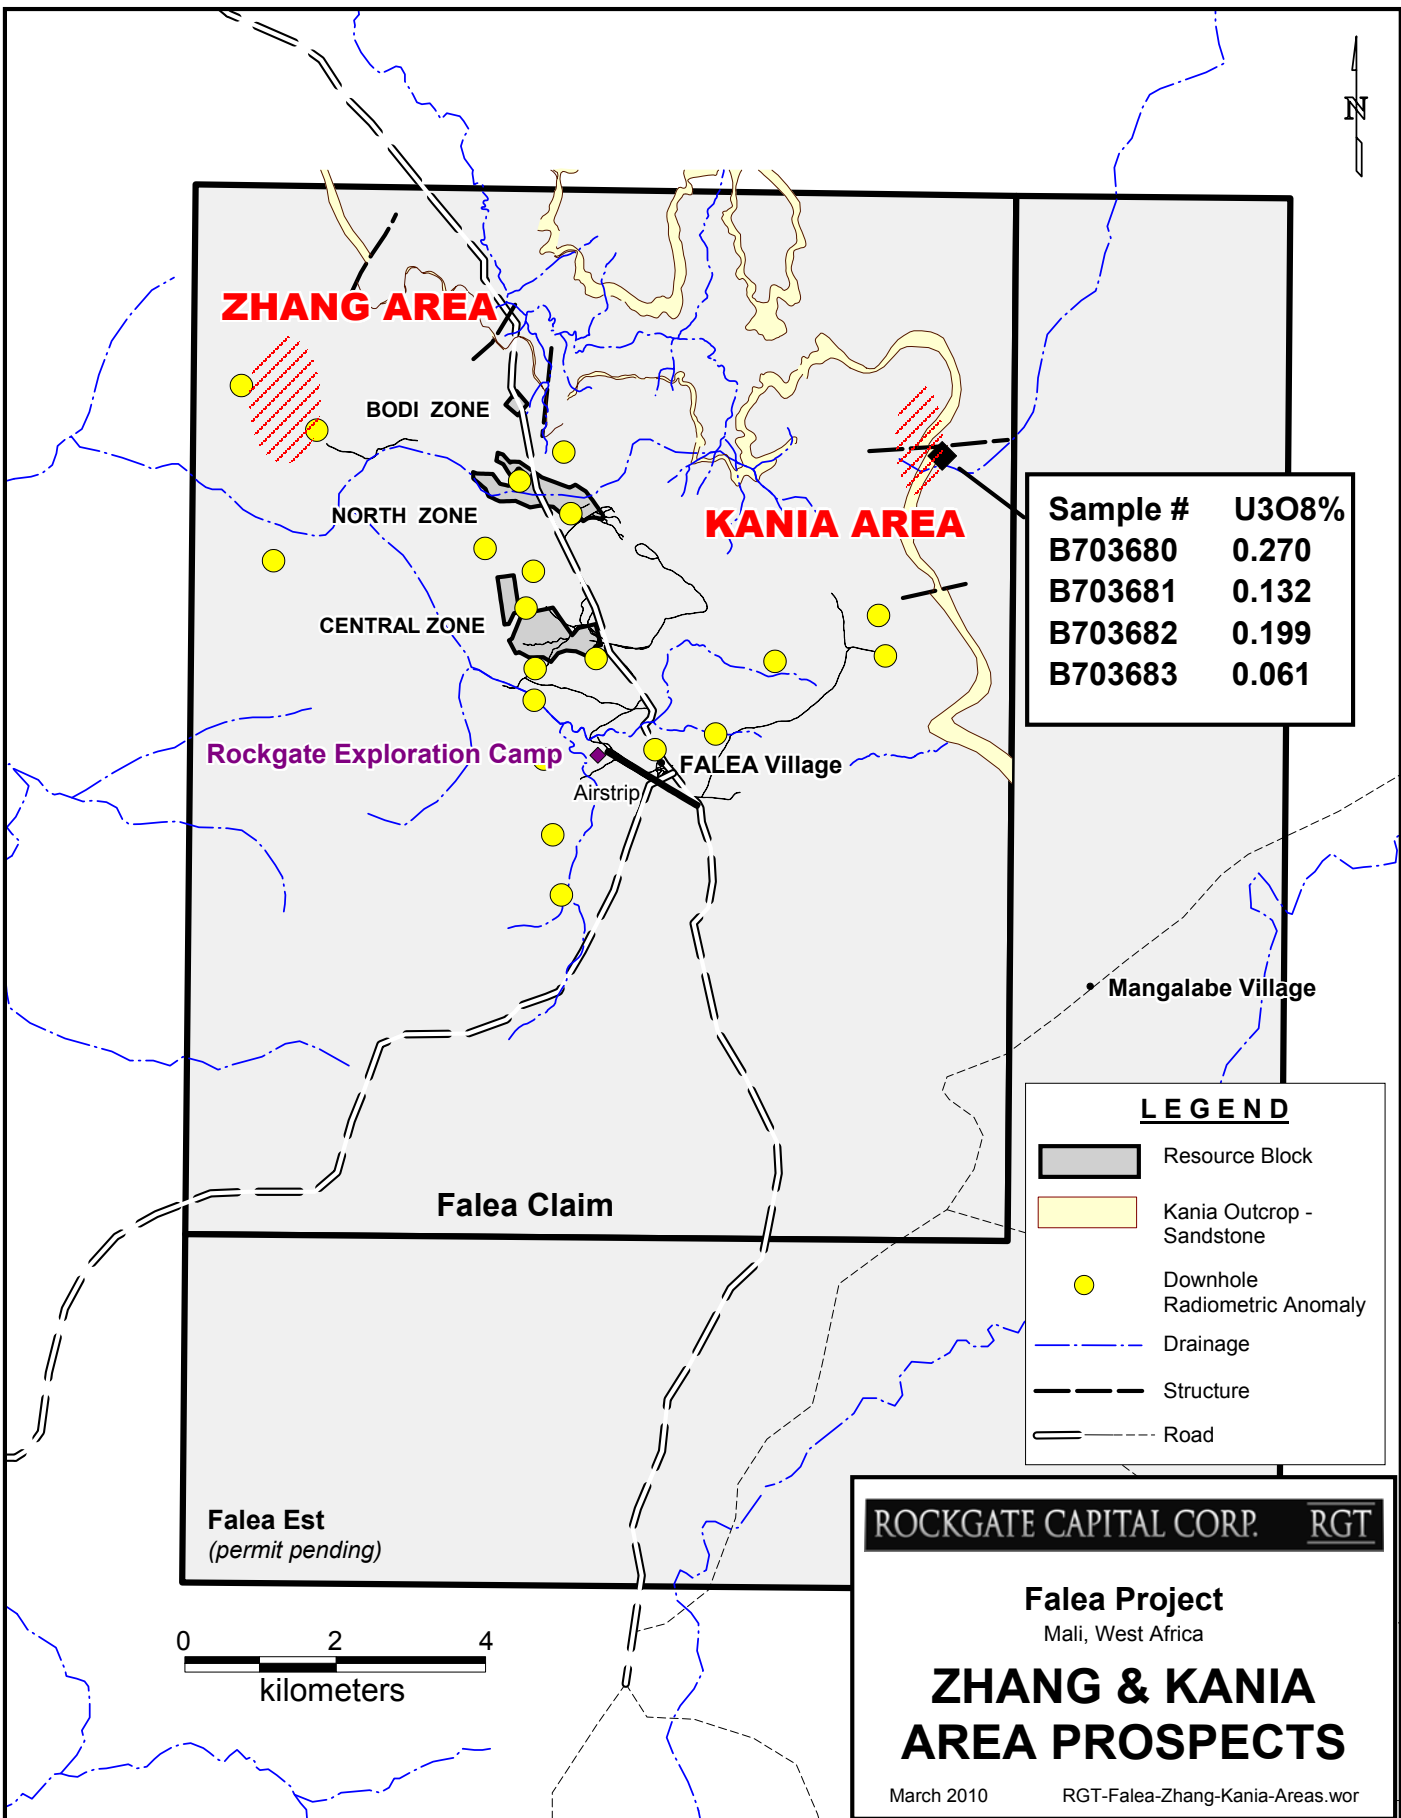 N
ZHANG AREA
BODI ZONE
NORTH ZONE
KANIA AREA
Sample # U3O8%
B703680 0.270
B703681 0.132
B703682 0.199
B703683 0.061
CENTRAL ZONE
Rockgate Exploration Camp
FALEA Village
Airstrip
Mangalabe Village
LEGEND
Resource Block
Kania Outcrop -
Sandstone
Downhole
Radiometric Anomaly
Drainage
Structure
Road
Falea Claim
Falea Est
(permit pending)
0 2 4
kilometers
ROCKGATE CAPITAL CORP. RGT
Falea Project
Mali, West Africa
ZHANG & KANIA
AREA PROSPECTS
March 2010 RGT-Falea-Zhang-Kania-Areas.wor